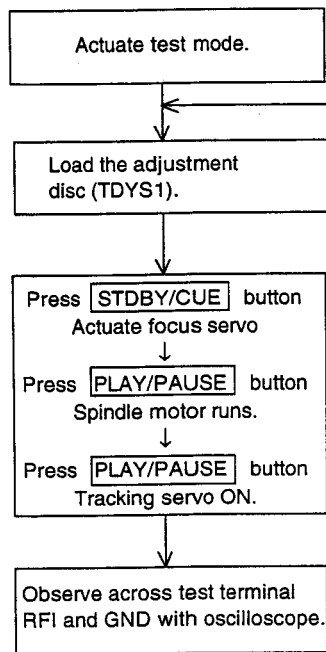 Actuate test mode.
Load the adjustment
disc (TDYS1).
Press STDBY/CUE button
Actuate focus servo
↓
Press PLAY/PAUSE button
Spindle motor runs.
↓
Press PLAY/PAUSE button
Tracking servo ON.
Observe across test terminal
RFI and GND with oscilloscope.